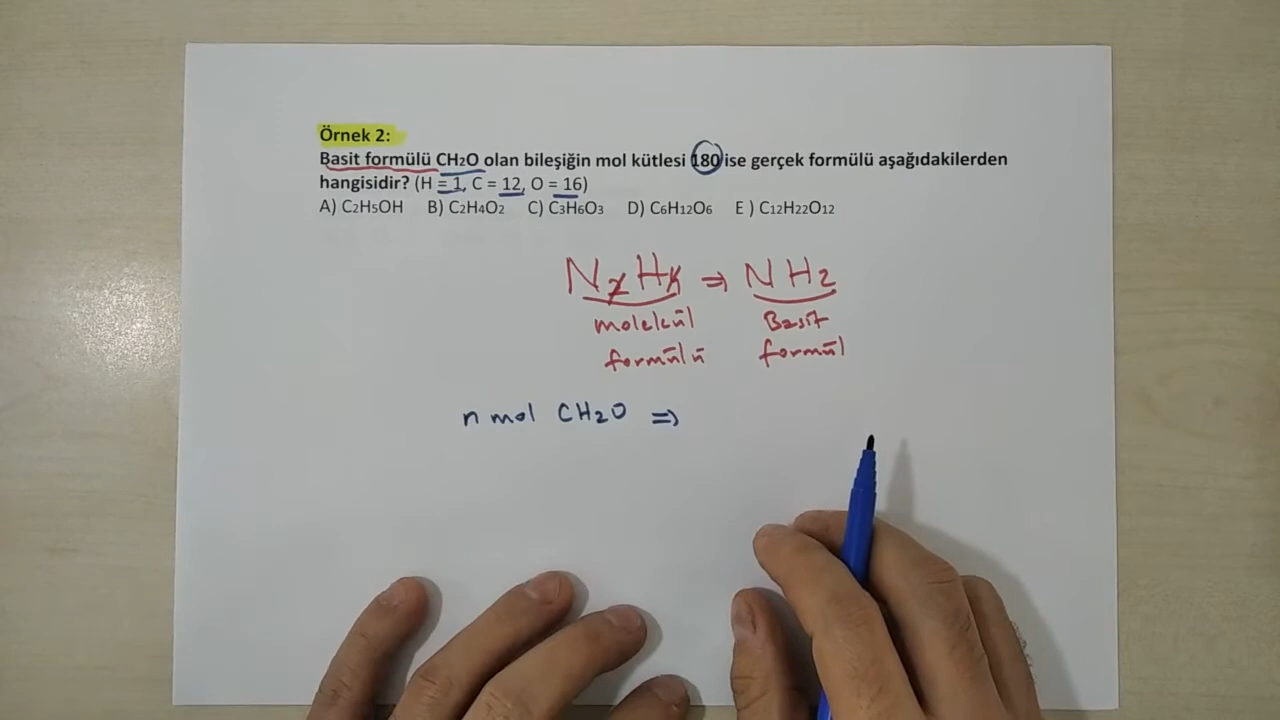 Örnek 2:
Basit formülü CH2O olan bileşiğin mol kütlesi 180 ise gerçek formülü aşağıdakilerden
hangisidir? (H = 1, C = 12, O = 16)
A) C2H5OH B) C2H4O2 C) C3H6O3 D) C6H12O6 E ) C12H22O12
N2H4 ⇒ NH2
molekül Basit
formülü formül
n mol CH2O ⇒